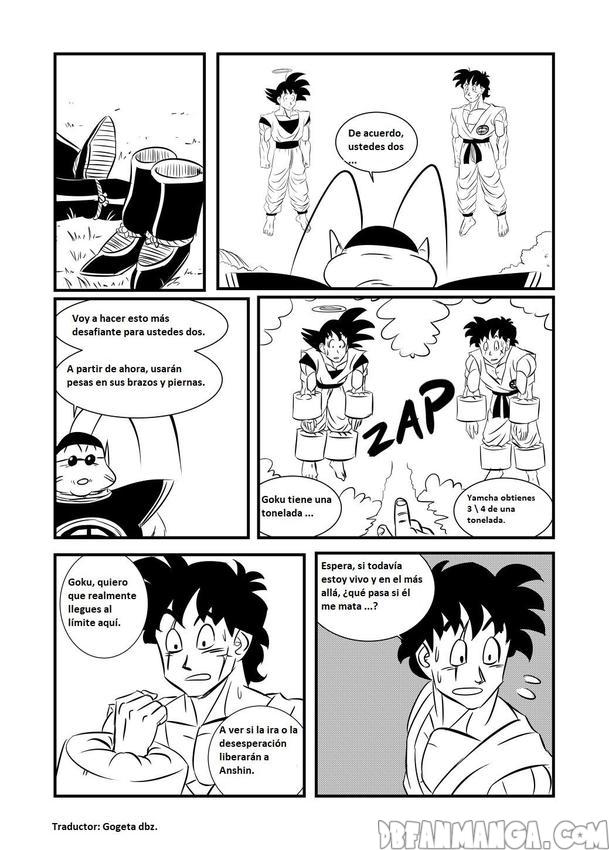 De acuerdo,
ustedes dos
...
Voy a hacer esto más
desafiante para ustedes dos.
A partir de ahora, usarán
pesas en sus brazos y piernas.
ZAP
Goku tiene una
tonelada ...
Yamcha obtienes
3 \ 4 de una
tonelada.
Goku, quiero
que realmente
llegues al
límite aquí.
A ver si la ira o la
desesperación
liberarán a
Anshin.
Espera, si todavía
estoy vivo y en el más
allá, ¿qué pasa si él
me mata ...?
Traductor: Gogeta dbz.
DBFANMANGA.COM